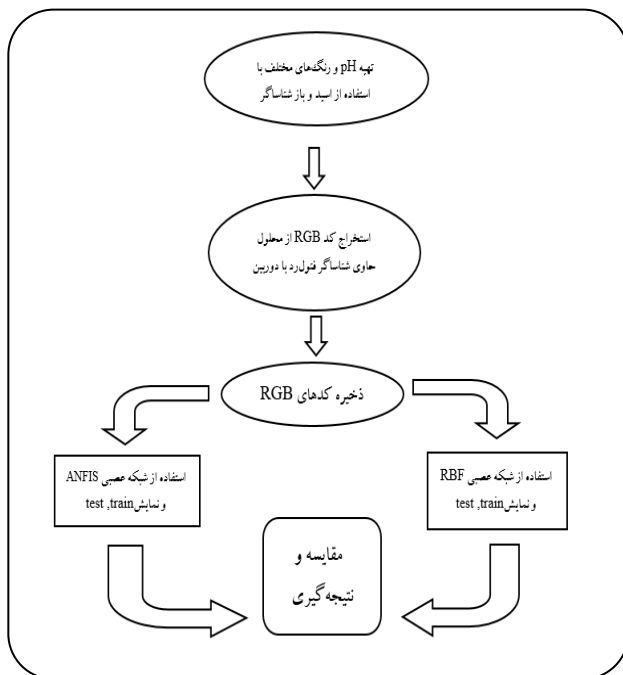 تهیه pH و رنگ‌های مختلف با
استفاده از اسید و باز شناساگر
استخراج کد RGB از محلول
حاوی شناساگر فنول‌رد با دوربین
ذخیره کدهای RGB
استفاده از شبکه عصبی RBF
و نمایش test ,train
استفاده از شبکه عصبی ANFIS
و نمایش test ,train
مقایسه و
نتیجه‌گیری